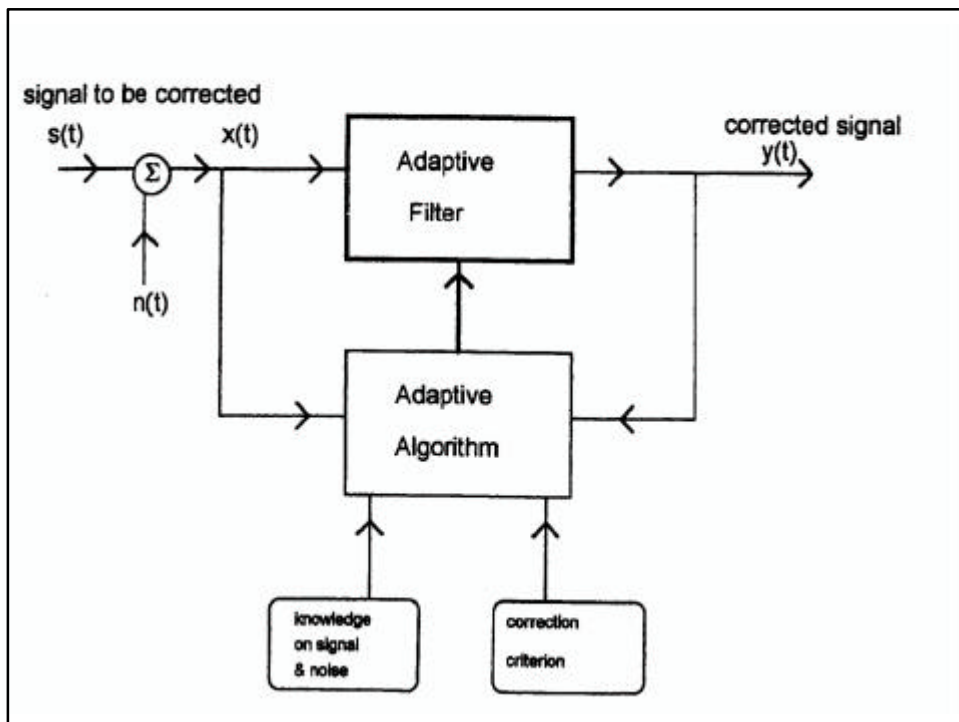 signal to be corrected
s(t)
x(t)
Σ
n(t)
Adaptive
Filter
corrected signal
y(t)
Adaptive
Algorithm
knowledge
on signal
& noise
correction
criterion